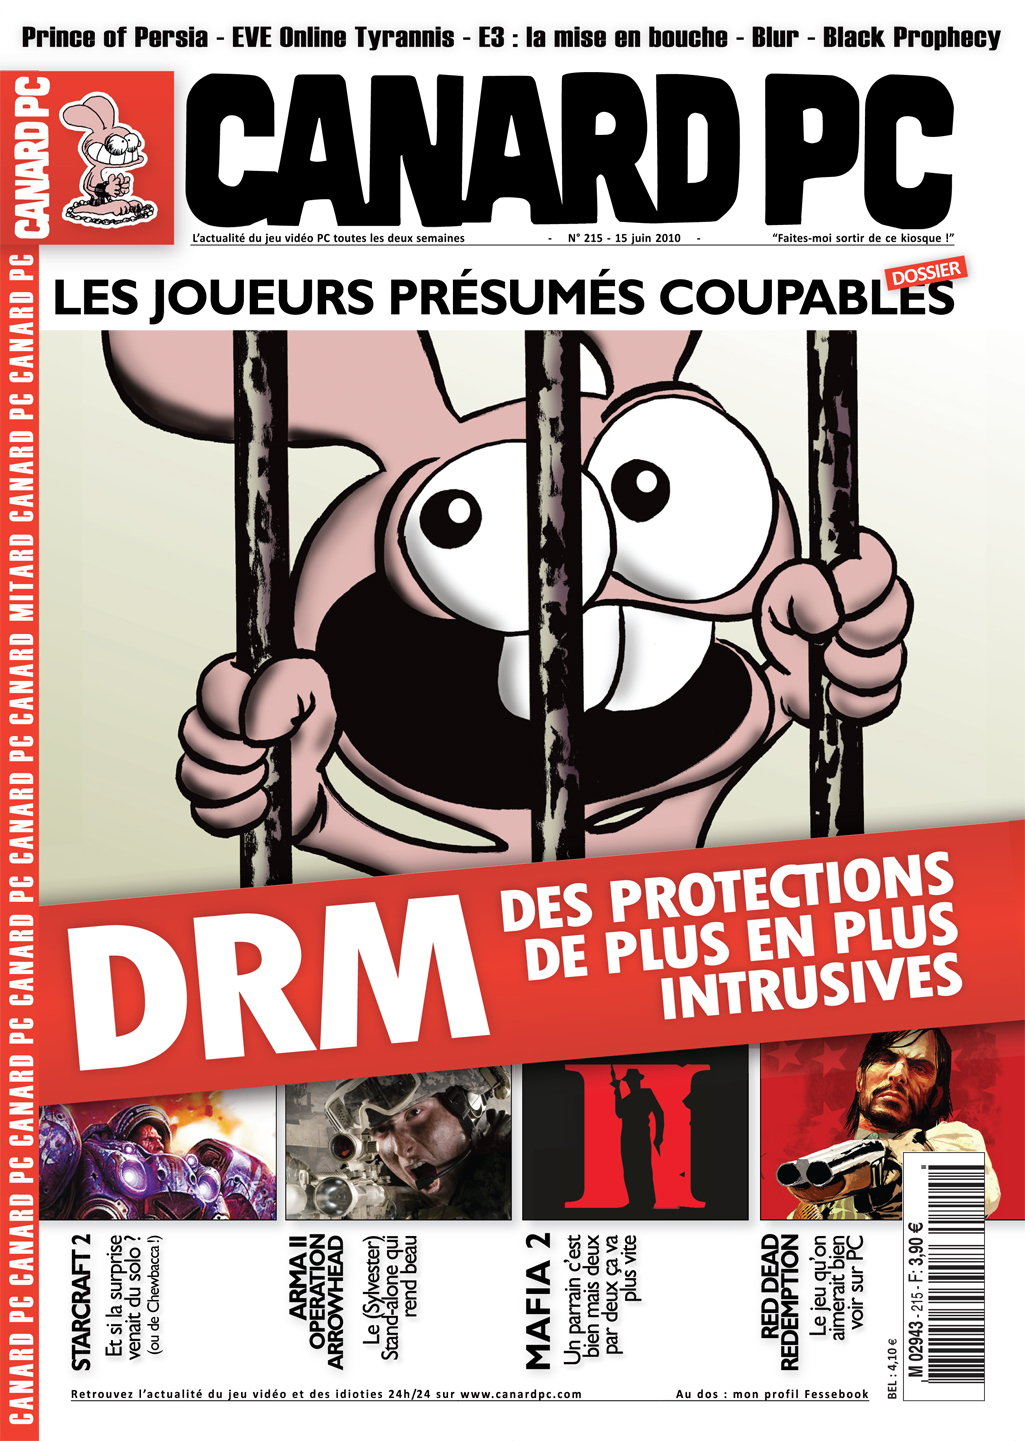 Prince of Persia - EVE Online Tyrannis - E3 : la mise en bouche - Blur - Black Prophecy
CANARD PC
CANARD PC
L'actualité du jeu vidéo PC toutes les deux semaines - N° 215 - 15 juin 2010 - “Faites-moi sortir de ce kiosque !”
DOSSIER
LES JOUEURS PRÉSUMÉS COUPABLES
CANARD PC CANARD PC CANARD PC CANARD PC CANARD PC CANARD MITARD CANARD PC CANARD PC
DRM
DES PROTECTIONS
DE PLUS EN PLUS
INTRUSIVES
II
STARCRAFT 2
Et si la surprise
venait du solo ?
(ou de Chewbacca !)
ARMA II
OPERATION
ARROWHEAD
Le (Sylvester)
Stand-alone qui
rend beau
MAFIA 2
Un parrain c'est
bien mais deux
par deux ça va
plus vite
RED DEAD
REDEMPTION
Le jeu qu'on
aimerait bien
voir sur PC
BEL : 4,10 €
M 02943 - 215 - F: 3,90 €
Retrouvez l'actualité du jeu vidéo et des idioties 24h/24 sur www.canardpc.com
Au dos : mon profil Fessebook